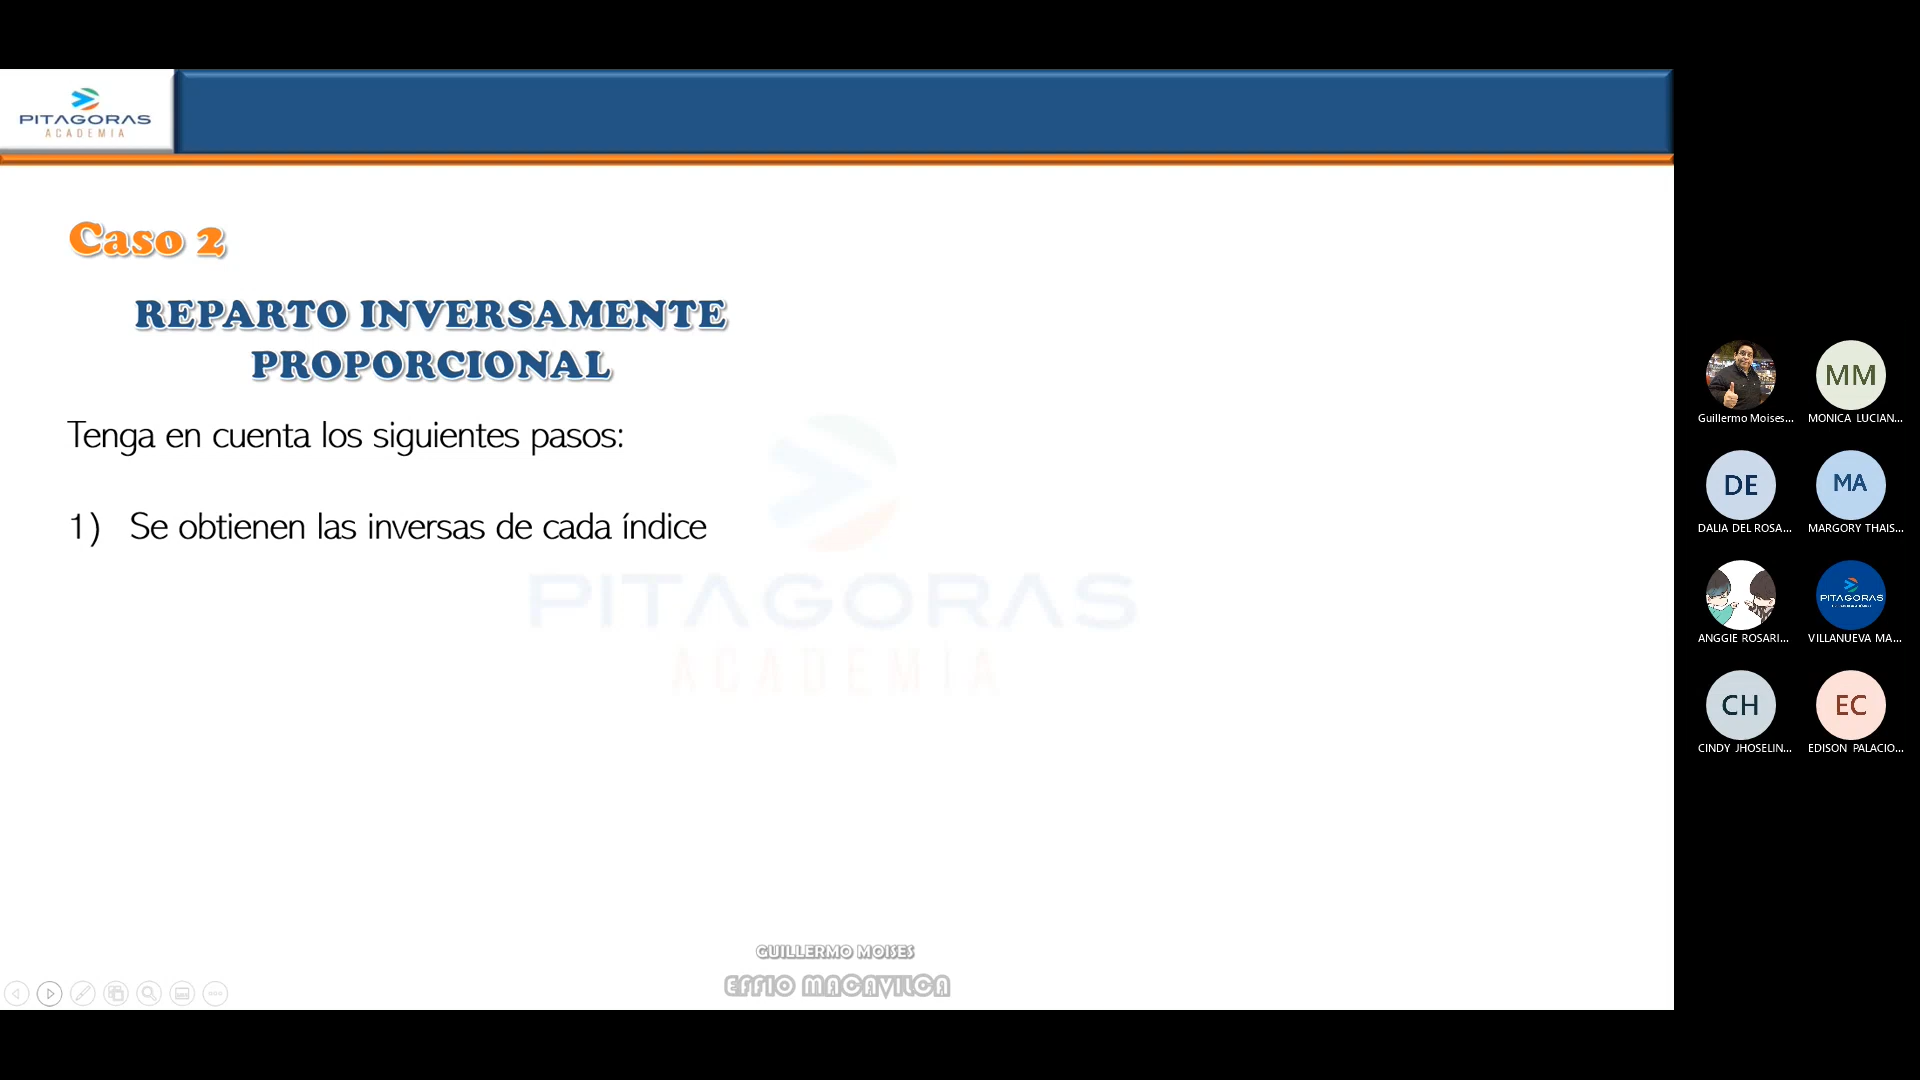 PITAGORAS
ACADEMIA
Caso 2
REPARTO INVERSAMENTE
PROPORCIONAL
Tenga en cuenta los siguientes pasos:
1) Se obtienen las inversas de cada índice
PITAGORAS
ACADEMIA
GUILLERMO MOISES
EFFIO MACAVILCA
Guillermo Moises...
MM
MONICA LUCIAN...
DE
DALIA DEL ROSA...
MA
MARGORY THAIS...
ANGGIE ROSARI...
PITAGORAS
VILLANUEVA MA...
CH
CINDY JHOSELIN...
EC
EDISON PALACIO...